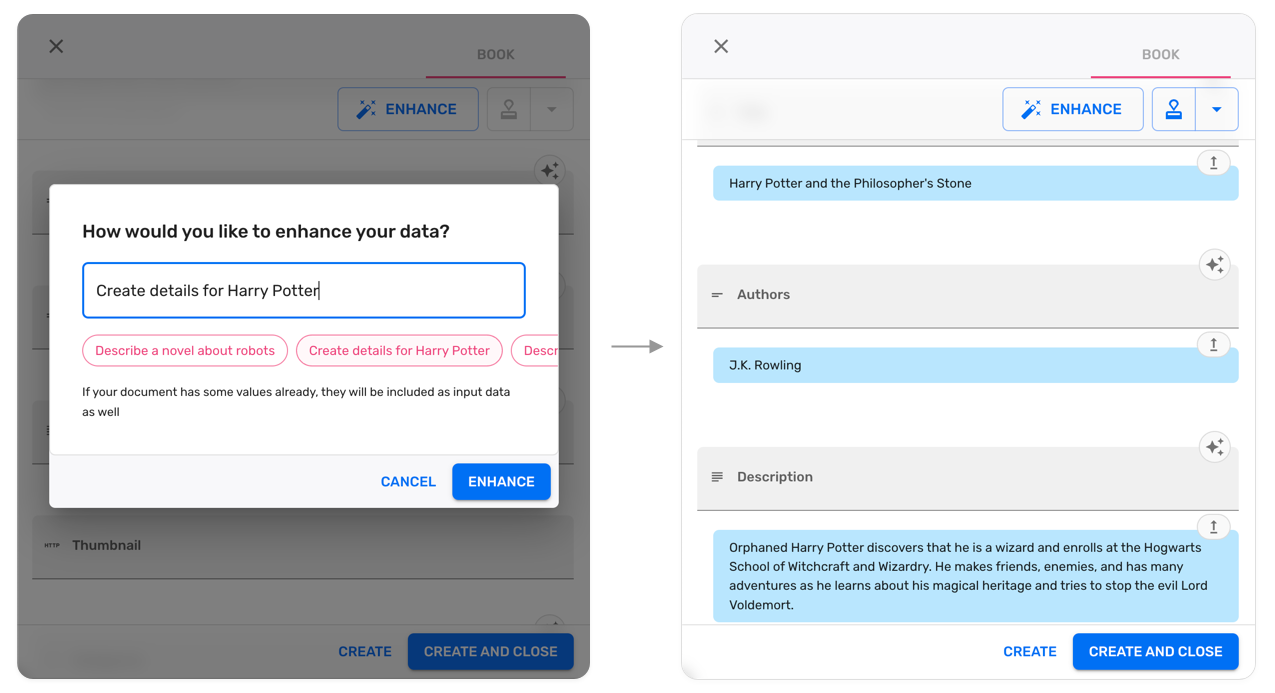 BOOK
ENHANCE
How would you like to enhance your data?
Create details for Harry Potter
Describe a novel about robots
Create details for Harry Potter
Descr
If your document has some values already, they will be included as input data
as well
CANCEL
ENHANCE
HTTP
Thumbnail
CREATE
CREATE AND CLOSE
BOOK
ENHANCE
Harry Potter and the Philosopher's Stone
Authors
J.K. Rowling
Description
Orphaned Harry Potter discovers that he is a wizard and enrolls at the Hogwarts
School of Witchcraft and Wizardry. He makes friends, enemies, and has many
adventures as he learns about his magical heritage and tries to stop the evil Lord
Voldemort.
CREATE
CREATE AND CLOSE